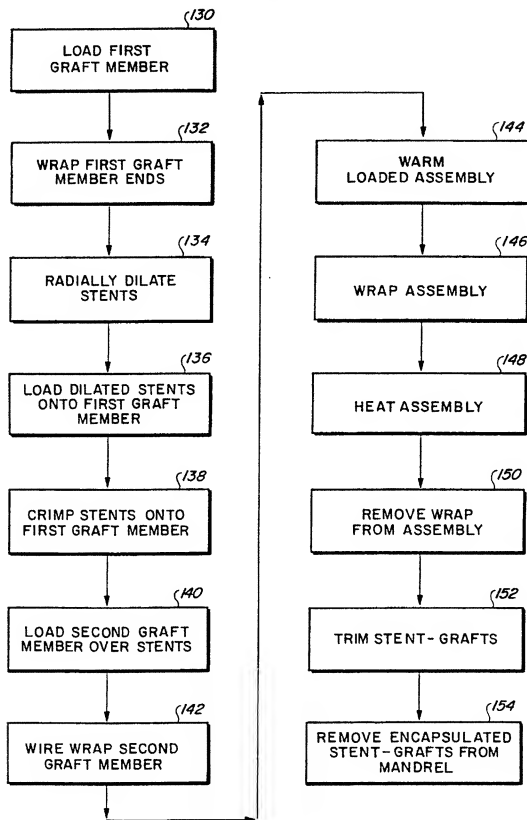 130
LOAD FIRST
GRAFT MEMBER
132
WRAP FIRST GRAFT
MEMBER ENDS
134
RADIALLY DILATE
STENTS
136
LOAD DILATED STENTS
ONTO FIRST GRAFT
MEMBER
138
CRIMP STENTS ONTO
FIRST GRAFT MEMBER
140
LOAD SECOND GRAFT
MEMBER OVER STENTS
142
WIRE WRAP SECOND
GRAFT MEMBER
144
WARM
LOADED ASSEMBLY
146
WRAP ASSEMBLY
148
HEAT ASSEMBLY
150
REMOVE WRAP
FROM ASSEMBLY
152
TRIM STENT-GRAFTS
154
REMOVE ENCAPSULATED
STENT-GRAFTS FROM
MANDREL